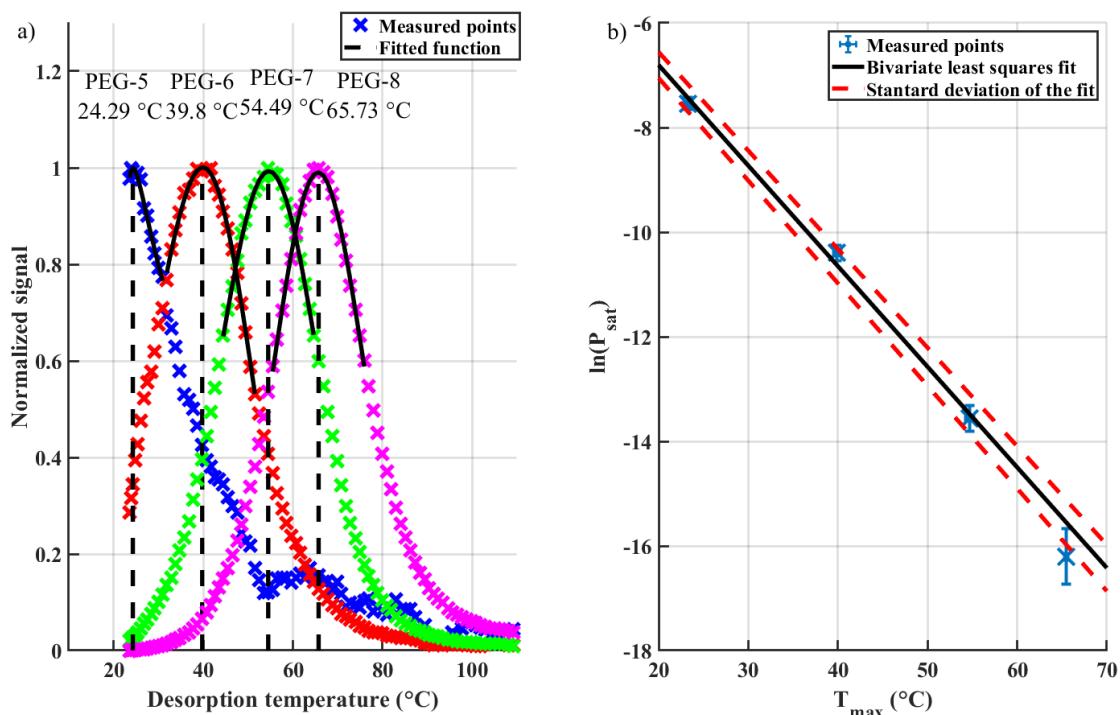 a)
Measured points
Fitted function
PEG-5 PEG-6 PEG-7 PEG-8
24.29 °C 39.8 °C 54.49 °C 65.73 °C
1.2
1
0.8
0.6
0.4
0.2
0
Normalized signal
20 40 60 80 100
Desorption temperature (°C)
b)
Measured points
Bivariate least squares fit
Stantard deviation of the fit
-6
-8
-10
-12
-14
-16
-18
ln(P_sat)
20 30 40 50 60 70
T_max (°C)